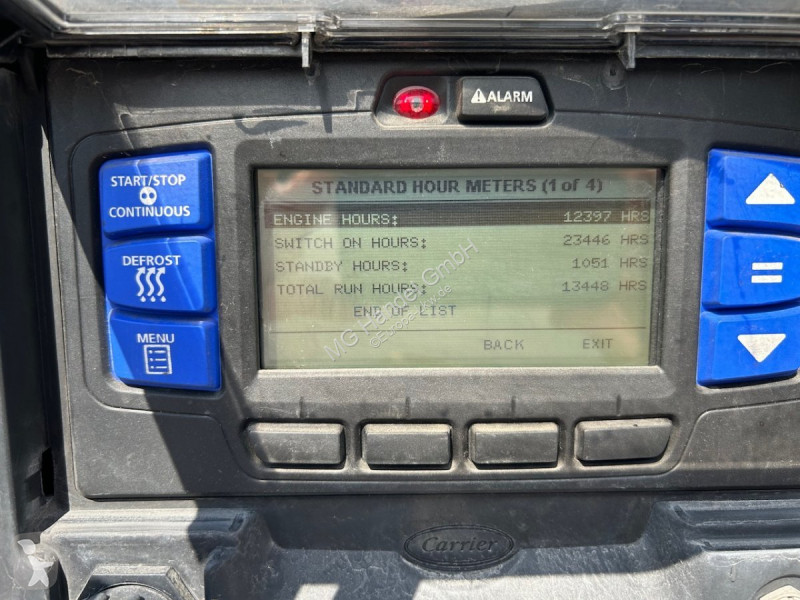 ALARM
START/STOP
CONTINUOUS
DEFROST
MENU
STANDARD HOUR METERS (1 of 4)
ENGINE HOURS: 12397 HRS
SWITCH ON HOURS: 23446 HRS
STANDBY HOURS: 1051 HRS
TOTAL RUN HOURS: 13448 HRS
END OF LIST
BACK EXIT
MG Handel GmbH
Carrier